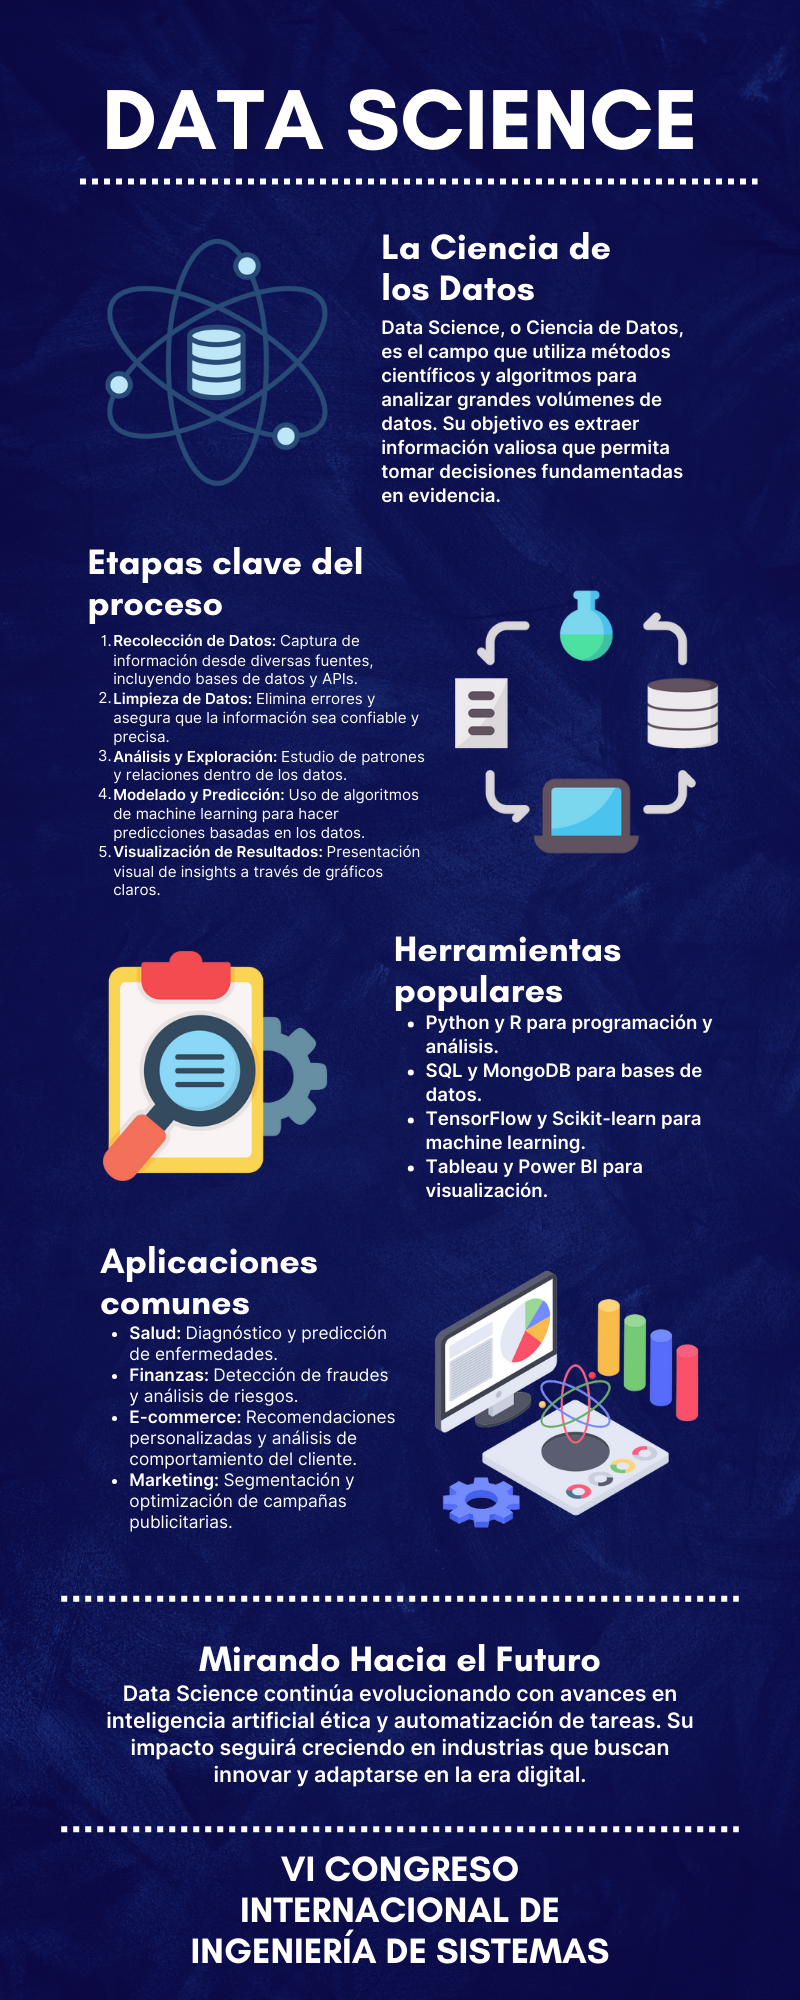 DATA SCIENCE
La Ciencia de
los Datos
Data Science, o Ciencia de Datos,
es el campo que utiliza métodos
científicos y algoritmos para
analizar grandes volúmenes de
datos. Su objetivo es extraer
información valiosa que permita
tomar decisiones fundamentadas
en evidencia.
Etapas clave del
proceso
1. Recolección de Datos: Captura de
información desde diversas fuentes,
incluyendo bases de datos y APIs.
2. Limpieza de Datos: Elimina errores y
asegura que la información sea confiable y
precisa.
3. Análisis y Exploración: Estudio de patrones
y relaciones dentro de los datos.
4. Modelado y Predicción: Uso de algoritmos
de machine learning para hacer
predicciones basadas en los datos.
5. Visualización de Resultados: Presentación
visual de insights a través de gráficos
claros.
Herramientas
populares
• Python y R para programación y
análisis.
• SQL y MongoDB para bases de
datos.
• TensorFlow y Scikit-learn para
machine learning.
• Tableau y Power BI para
visualización.
Aplicaciones
comunes
• Salud: Diagnóstico y predicción
de enfermedades.
• Finanzas: Detección de fraudes
y análisis de riesgos.
• E-commerce: Recomendaciones
personalizadas y análisis de
comportamiento del cliente.
• Marketing: Segmentación y
optimización de campañas
publicitarias.
Mirando Hacia el Futuro
Data Science continúa evolucionando con avances en
inteligencia artificial ética y automatización de tareas. Su
impacto seguirá creciendo en industrias que buscan
innovar y adaptarse en la era digital.
VI CONGRESO
INTERNACIONAL DE
INGENIERÍA DE SISTEMAS